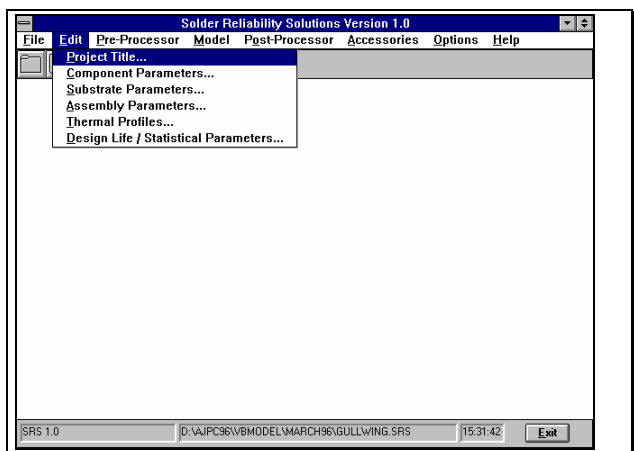 Solder Reliability Solutions Version 1.0
File Edit Pre-Processor Model Post-Processor Accessories Options Help
Project Title...
Component Parameters...
Substrate Parameters...
Assembly Parameters...
Thermal Profiles...
Design Life / Statistical Parameters...
SRS 1.0 D:\AJPC96\VBMODEL\MARCH96\GULLWING.SRS 15:31:42 Exit